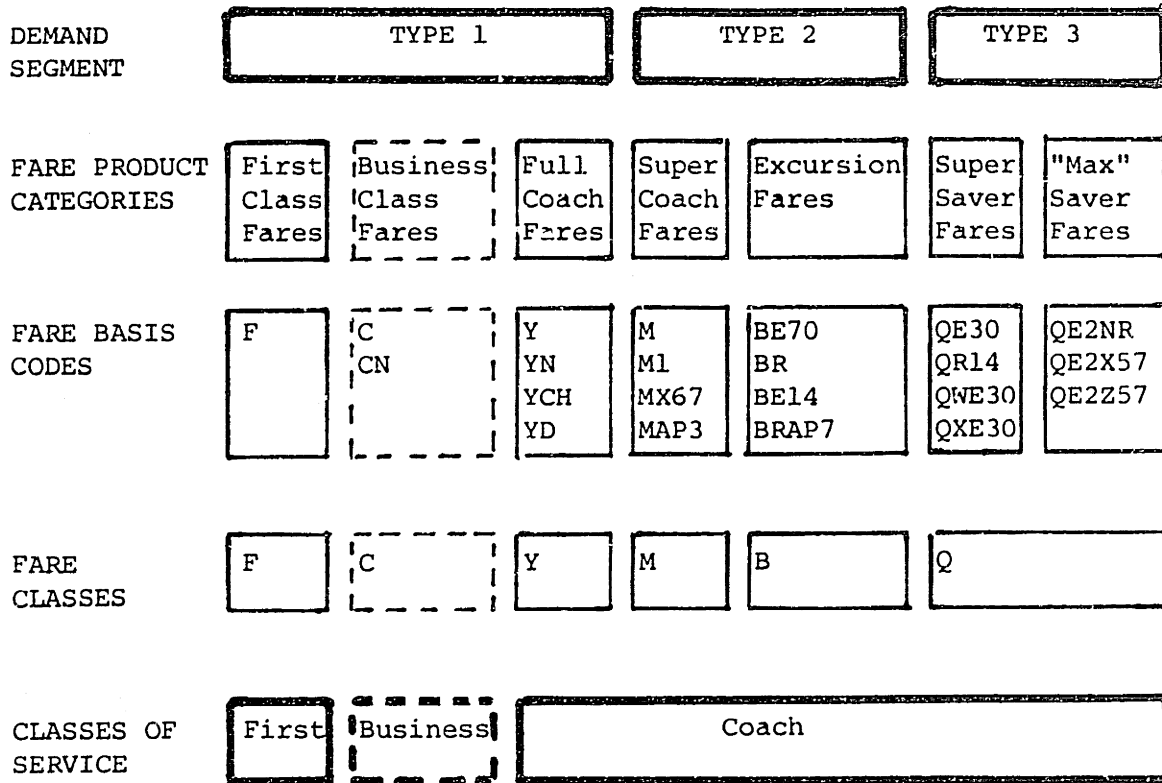 DEMAND SEGMENT
TYPE 1
TYPE 2
TYPE 3
FARE PRODUCT CATEGORIES
First Class Fares
Business Class Fares
Full Coach Fares
Super Coach Fares
Excursion Fares
Super Saver Fares
"Max" Saver Fares
FARE BASIS CODES
F
C
CN
Y
YN
YCH
YD
M
M1
MX67
MAP3
BE70
BR
BE14
BRAP7
QE30
QR14
QWE30
QXE30
QE2NR
QE2X57
QE2Z57
FARE CLASSES
F
C
Y
M
B
Q
CLASSES OF SERVICE
First
Business
Coach